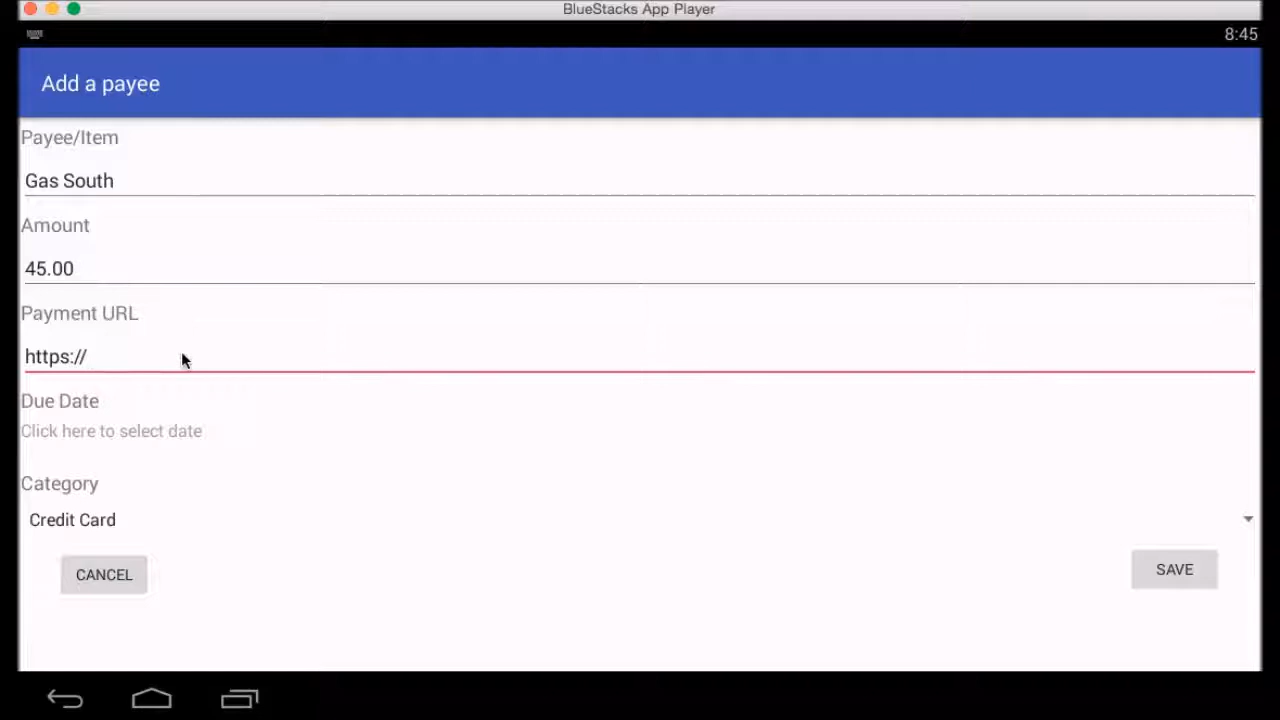 BlueStacks App Player
8:45
Add a payee
Payee/Item
Gas South
Amount
45.00
Payment URL
https://
Due Date
Click here to select date
Category
Credit Card
CANCEL
SAVE